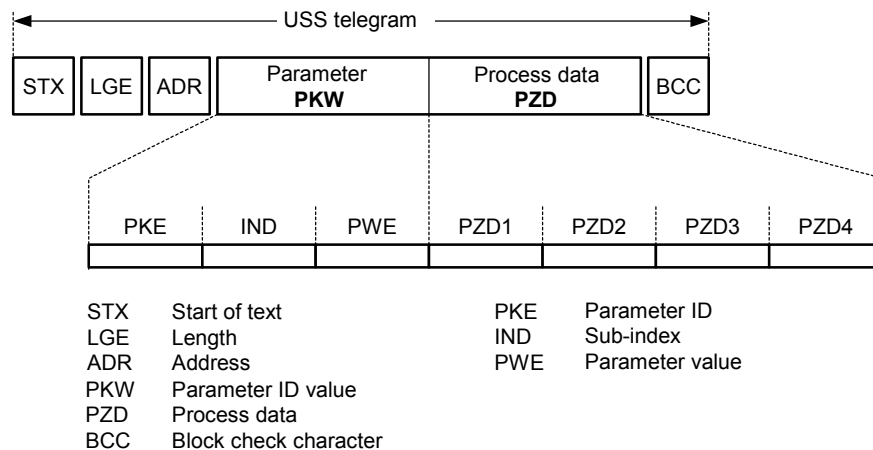 USS telegram
STX LGE ADR Parameter PKW Process data PZD BCC
PKE IND PWE PZD1 PZD2 PZD3 PZD4
STX Start of text PKE Parameter ID
LGE Length IND Sub-index
ADR Address PWE Parameter value
PKW Parameter ID value
PZD Process data
BCC Block check character